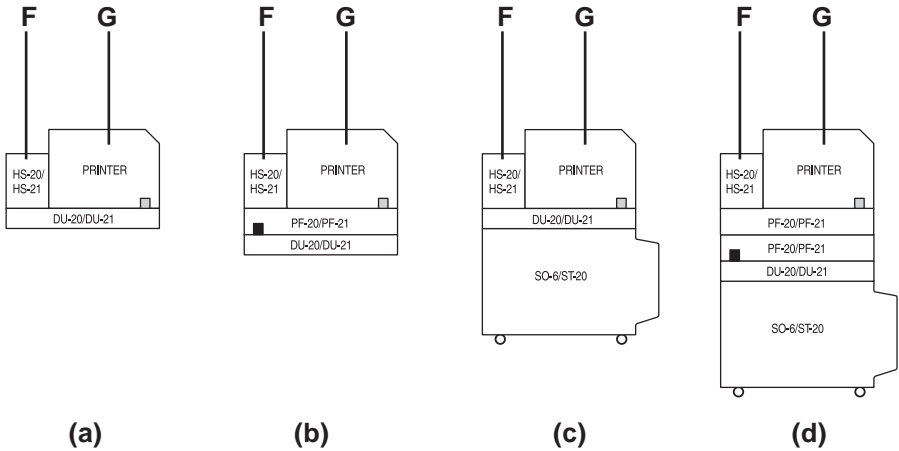 F G F G F G F G
HS-20/
HS-21
PRINTER
DU-20/DU-21
HS-20/
HS-21
PRINTER
PF-20/PF-21
DU-20/DU-21
HS-20/
HS-21
PRINTER
DU-20/DU-21
SO-6/ST-20
HS-20/
HS-21
PRINTER
PF-20/PF-21
PF-20/PF-21
DU-20/DU-21
SO-6/ST-20
(a) (b) (c) (d)